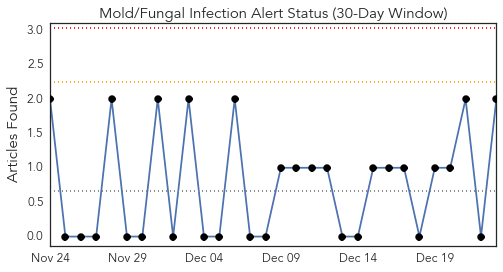 Mold/Fungal Infection Alert Status (30-Day Window)
Articles Found
3.0
2.5
2.0
1.5
1.0
0.5
0.0
Nov 24 Nov 29 Dec 04 Dec 09 Dec 14 Dec 19